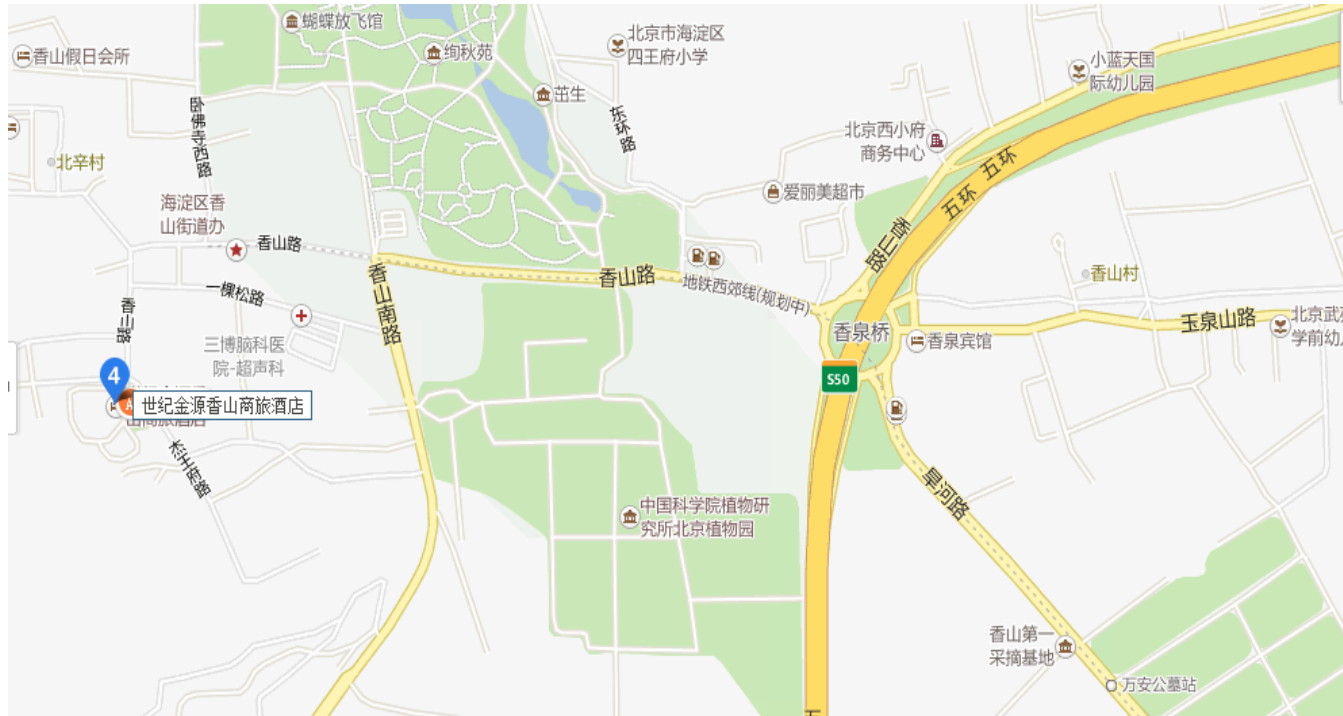 蝴蝶放飞馆
北京市海淀区
四王府小学
香山假日会所
绚秋苑
小蓝天国
际幼儿园
茁生
卧佛寺西路
东环路
北京西小府
商务中心
五环
五环
北辛村
爱丽美超市
海淀区香
山街道办
香山路
香山路
香山路
香山村
香山南路
地铁西郊线(规划中)
一棵松路
香三路
香泉桥
玉泉山路
学前幼
香泉宾馆
三博脑科医
院-超声科
S50
4
世纪金源香山商旅酒店
山商旅酒店
杰王府路
旱河路
中国科学院植物研
究所北京植物园
香山第一
采摘基地
万安公墓站